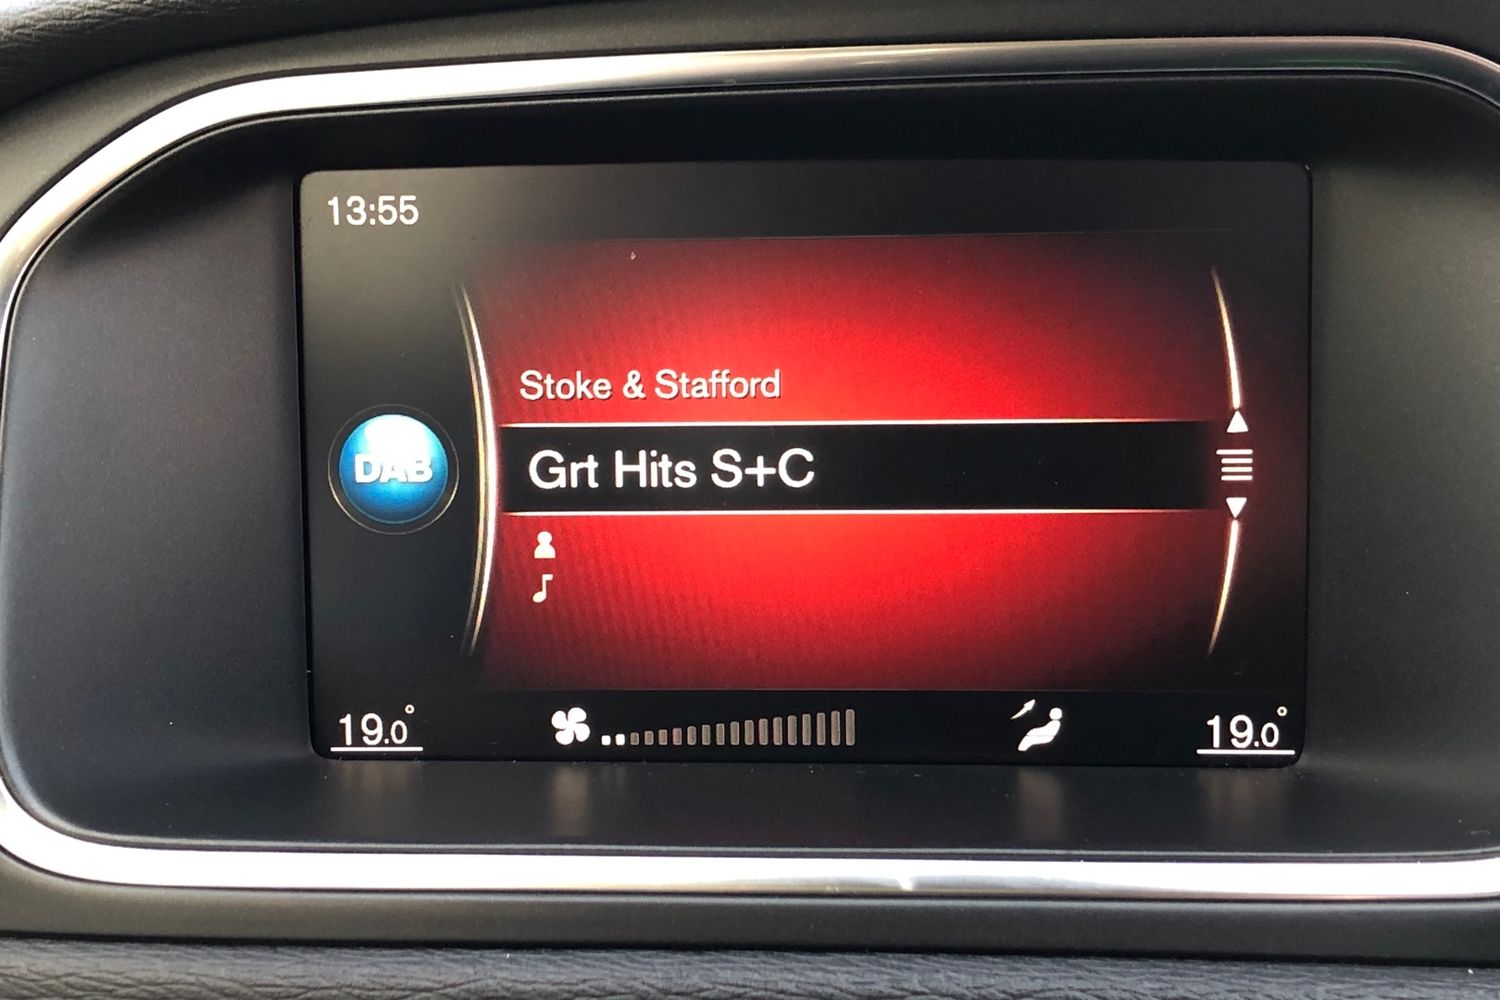 13:55
Stoke & Stafford
DAB
Grt Hits S+C
19.0°
19.0°